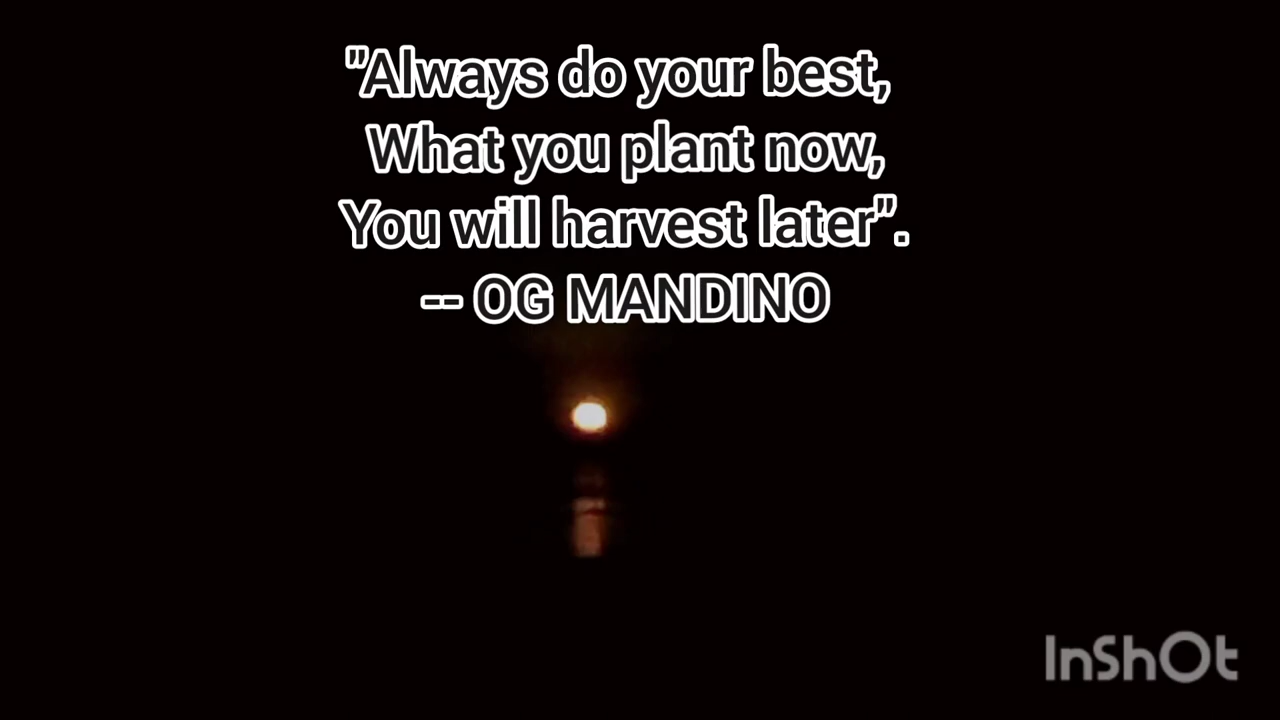 "Always do your best,
What you plant now,
You will harvest later".
-- OG MANDINO
InShOt